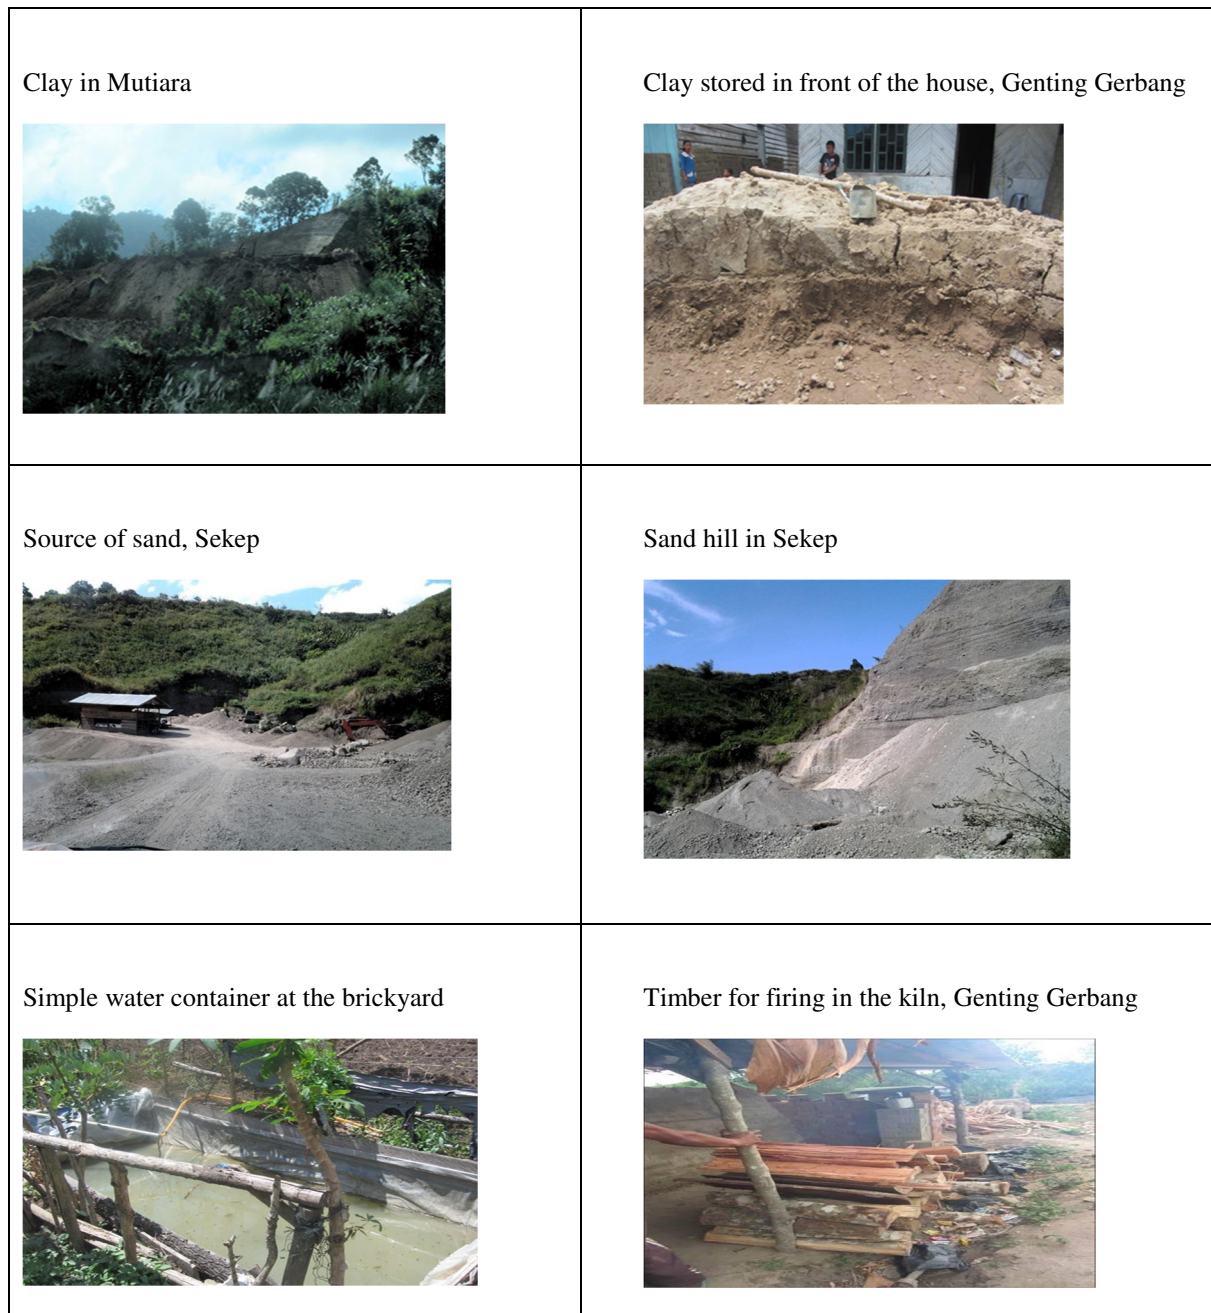 Clay in Mutiara
Clay stored in front of the house, Genting Gerbang
Source of sand, Sekep
Sand hill in Sekep
Simple water container at the brickyard
Timber for firing in the kiln, Genting Gerbang